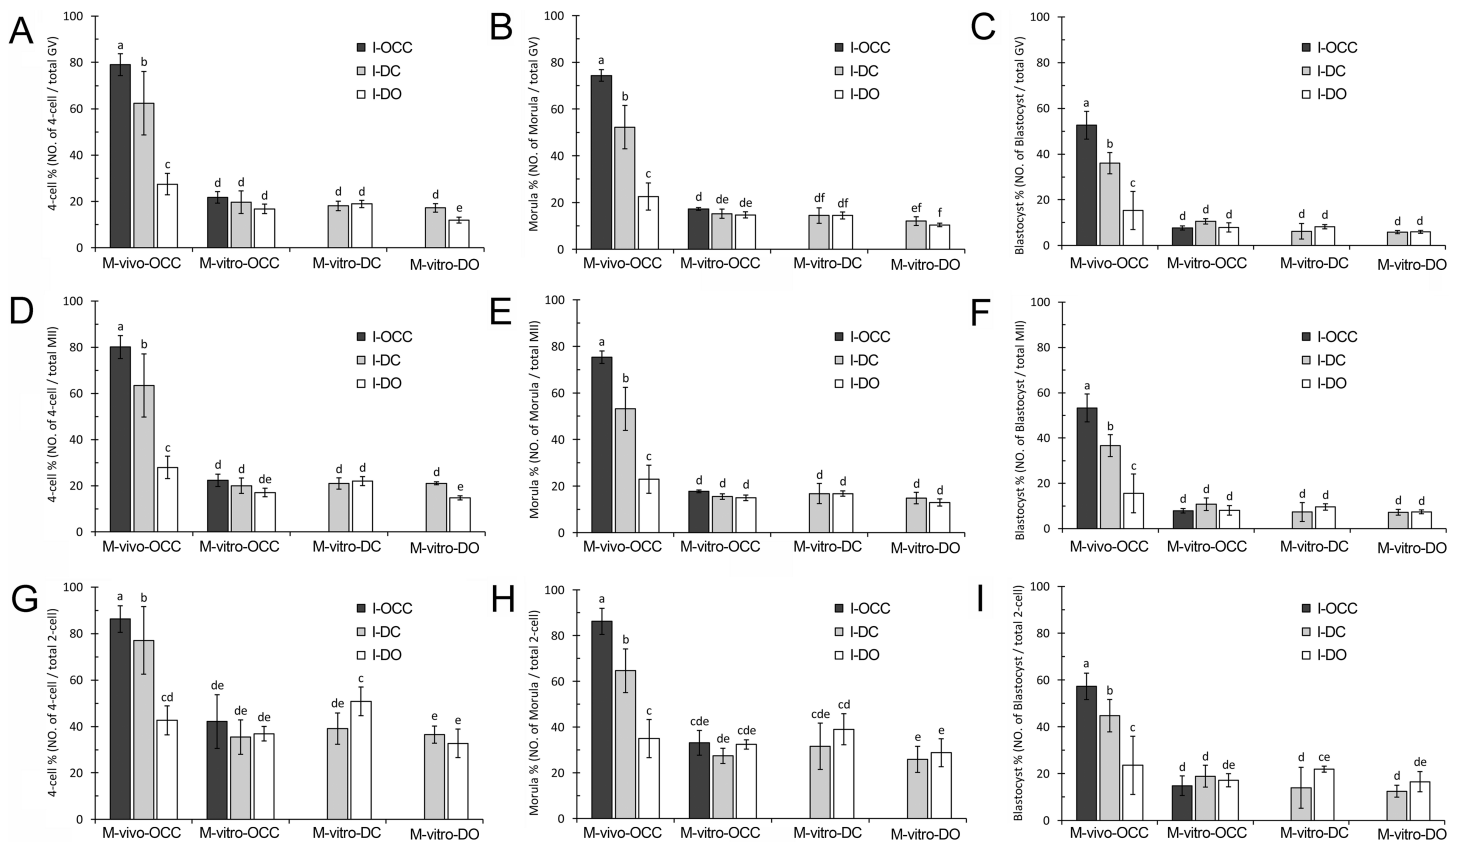 A
4-cell % (NO. of 4-cell / total GV)
100
80
60
40
20
0
a
b
c
d
d
d
d
d
d
e
I-OCC
I-DC
I-DO
M-vivo-OCC
M-vitro-OCC
M-vitro-DC
M-vitro-DO
B
Morula % (NO. of Morula / total GV)
100
80
60
40
20
0
a
b
c
d
de
de
df
df
ef
f
I-OCC
I-DC
I-DO
M-vivo-OCC
M-vitro-OCC
M-vitro-DC
M-vitro-DO
C
Blastocyst % (NO. of Blastocyst / total GV)
100
80
60
40
20
0
a
b
c
d
d
d
d
d
d
d
I-OCC
I-DC
I-DO
M-vivo-OCC
M-vitro-OCC
M-vitro-DC
M-vitro-DO
D
4-cell % (NO. of 4-cell / total MII)
100
80
60
40
20
0
a
b
c
d
d
de
d
d
d
e
I-OCC
I-DC
I-DO
M-vivo-OCC
M-vitro-OCC
M-vitro-DC
M-vitro-DO
E
Morula % (NO. of Morula / total MII)
100
80
60
40
20
0
a
b
c
d
d
d
d
d
d
d
I-OCC
I-DC
I-DO
M-vivo-OCC
M-vitro-OCC
M-vitro-DC
M-vitro-DO
F
Blastocyst % (NO. of Blastocyst / total MII)
100
80
60
40
20
0
a
b
c
d
d
d
d
d
d
d
I-OCC
I-DC
I-DO
M-vivo-OCC
M-vitro-OCC
M-vitro-DC
M-vitro-DO
G
4-cell % (NO. of 4-cell / total 2-cell)
100
80
60
40
20
0
a
b
cd
de
de
de
de
c
e
e
I-OCC
I-DC
I-DO
M-vivo-OCC
M-vitro-OCC
M-vitro-DC
M-vitro-DO
H
Morula % (NO. of Morula / total 2-cell)
100
80
60
40
20
0
a
b
c
cde
de
cde
cde
cd
e
e
I-OCC
I-DC
I-DO
M-vivo-OCC
M-vitro-OCC
M-vitro-DC
M-vitro-DO
I
Blastocyst % (NO. of Blastocyst / total 2-cell)
100
80
60
40
20
0
a
b
c
d
d
de
d
ce
d
de
I-OCC
I-DC
I-DO
M-vivo-OCC
M-vitro-OCC
M-vitro-DC
M-vitro-DO